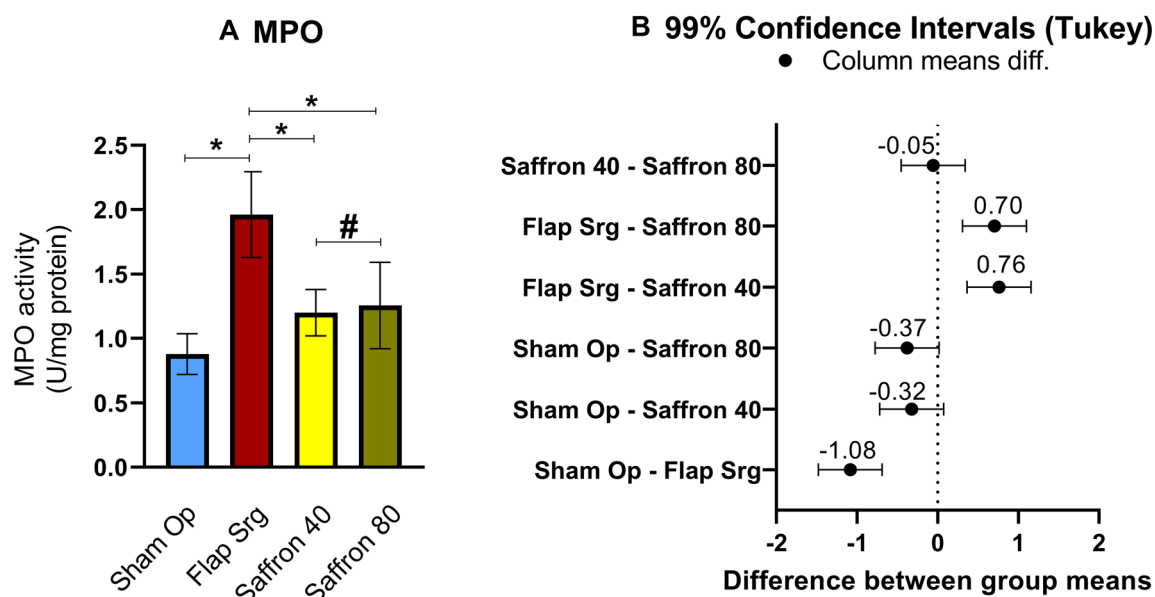 A MPO
MPO activity
(U/mg protein)
2.5
2.0
1.5
1.0
0.5
0.0
*
*
*
#
Sham Op
Flap Srg
Saffron 40
Saffron 80
B 99% Confidence Intervals (Tukey)
Column means diff.
Saffron 40 - Saffron 80
-0.05
Flap Srg - Saffron 80
0.70
Flap Srg - Saffron 40
0.76
Sham Op - Saffron 80
-0.37
Sham Op - Saffron 40
-0.32
Sham Op - Flap Srg
-1.08
-2 -1 0 1 2
Difference between group means